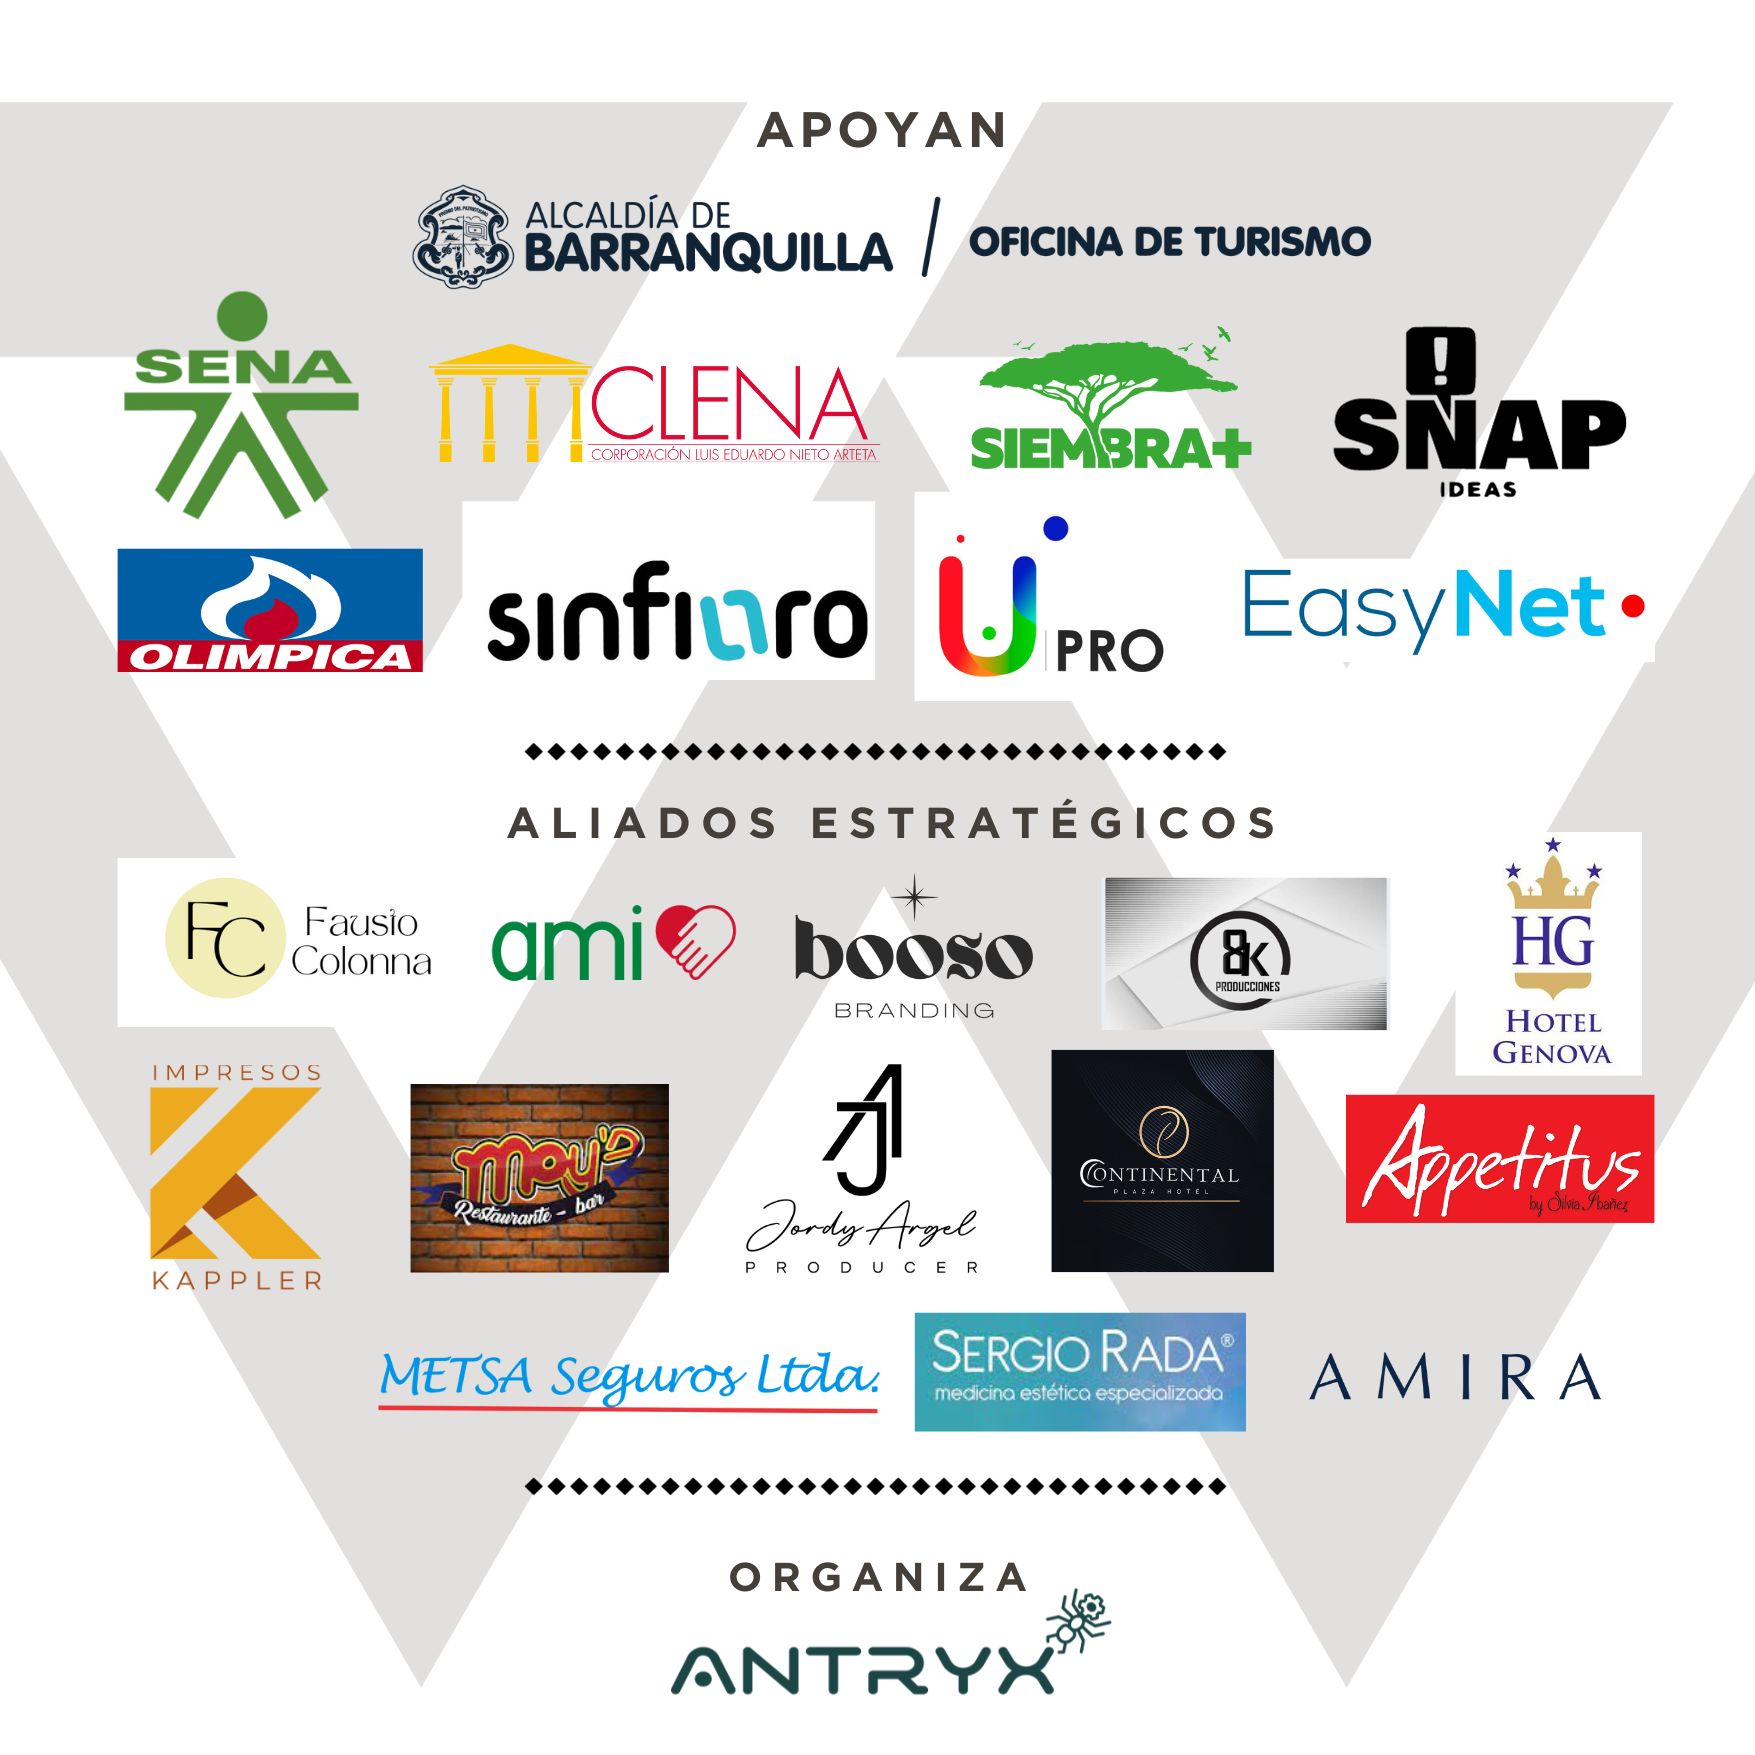 APOYAN
ALCALDÍA DE
BARRANQUILLA
OFICINA DE TURISMO
SENA
CLENA
CORPORACIÓN LUIS EDUARDO NIETO ARTETA
SIEMBRA+
SNAP
IDEAS
OLIMPICA
sinfiltro
U PRO
EasyNet
ALIADOS ESTRATÉGICOS
FC
Fausto
Colonna
ami
booso
BRANDING
8K
PRODUCCIONES
HG
HOTEL
GENOVA
IMPRESOS
K
KAPPLER
Moy's
Restaurante - bar
JA
Jordy Argel
PRODUCER
CONTINENTAL
PLAZA HOTEL
Appetitus
by Silvia Ibañez
METSA Seguros Ltda.
SERGIO RADA®
medicina estética especializada
AMIRA
ORGANIZA
ANTRYX